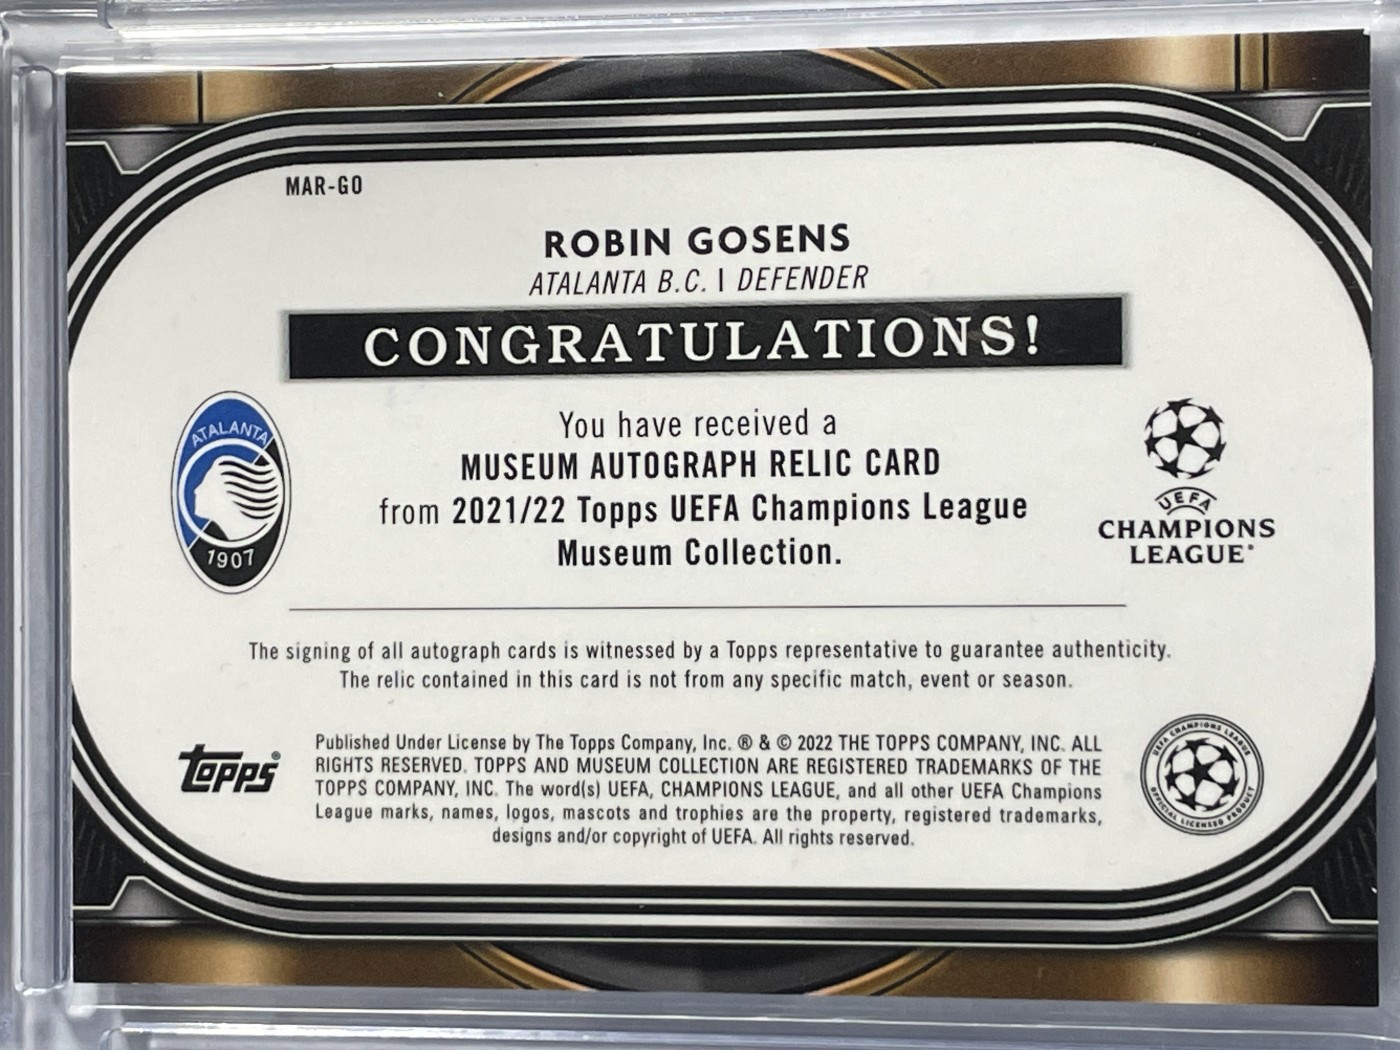 MAR-GO
ROBIN GOSENS
ATALANTA B.C. | DEFENDER
CONGRATULATIONS!
ATALANTA
1907
You have received a
MUSEUM AUTOGRAPH RELIC CARD
from 2021/22 Topps UEFA Champions League
Museum Collection.
UEFA
CHAMPIONS
LEAGUE®
The signing of all autograph cards is witnessed by a Topps representative to guarantee authenticity.
The relic contained in this card is not from any specific match, event or season.
Topps®
Published Under License by The Topps Company, Inc. ® & © 2022 THE TOPPS COMPANY, INC. ALL
RIGHTS RESERVED. TOPPS AND MUSEUM COLLECTION ARE REGISTERED TRADEMARKS OF THE
TOPPS COMPANY, INC. The word(s) UEFA, CHAMPIONS LEAGUE, and all other UEFA Champions
League marks, names, logos, mascots and trophies are the property, registered trademarks,
designs and/or copyright of UEFA. All rights reserved.
UEFA CHAMPIONS LEAGUE
OFFICIAL LICENSED PRODUCT